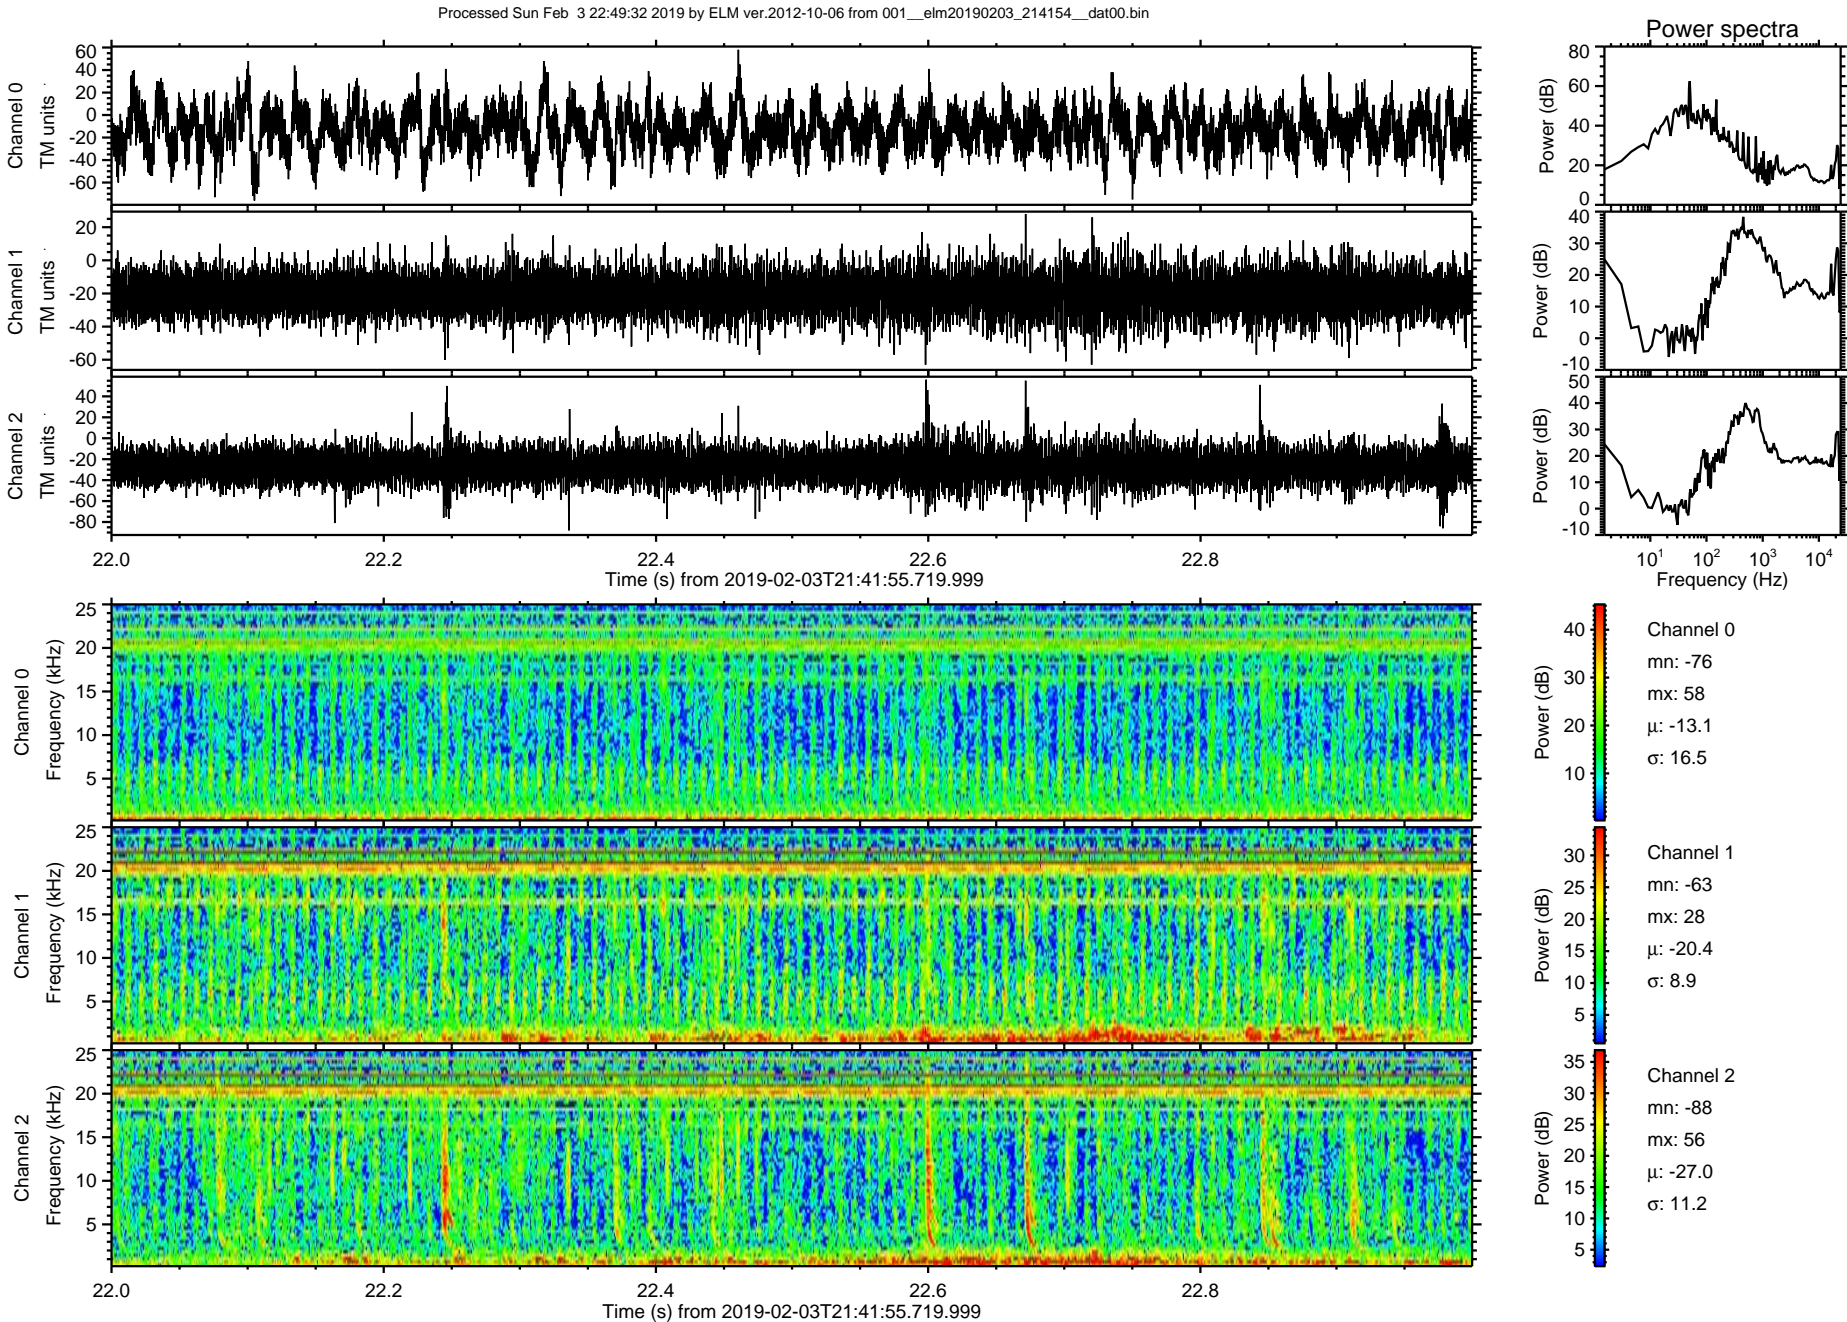 Processed Sun Feb  3 22:49:32 2019 by ELM ver.2012-10-06 from 001__elm20190203_214154__dat00.bin
Power spectra
Channel 0
TM units
60
40
20
0
-20
-40
-60
Power (dB)
80
60
40
20
0
Channel 1
TM units
20
0
-20
-40
-60
Power (dB)
40
30
20
10
0
-10
Channel 2
TM units
40
20
0
-20
-40
-60
-80
Power (dB)
50
40
30
20
10
0
-10
22.0 22.2 22.4 22.6 22.8
Time (s) from 2019-02-03T21:41:55.719.999
10¹ 10² 10³ 10⁴
Frequency (Hz)
Channel 0
Frequency (kHz)
25
20
15
10
5
Power (dB)
40
30
20
10
Channel 0
mn: -76
mx: 58
μ: -13.1
σ: 16.5
Channel 1
Frequency (kHz)
25
20
15
10
5
Power (dB)
30
25
20
15
10
5
Channel 1
mn: -63
mx: 28
μ: -20.4
σ: 8.9
Channel 2
Frequency (kHz)
25
20
15
10
5
Power (dB)
35
30
25
20
15
10
5
Channel 2
mn: -88
mx: 56
μ: -27.0
σ: 11.2
22.0 22.2 22.4 22.6 22.8
Time (s) from 2019-02-03T21:41:55.719.999